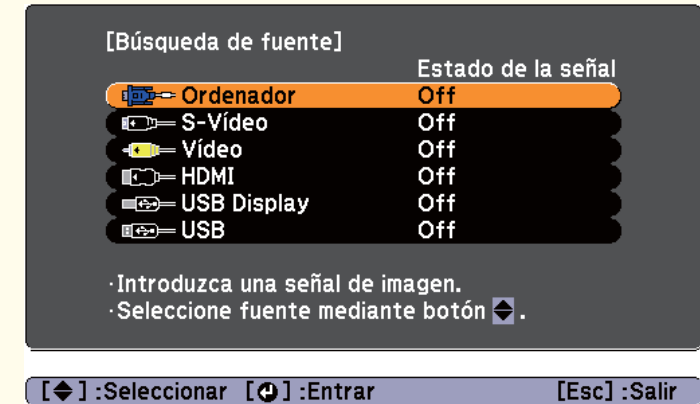 [Búsqueda de fuente]
Estado de la señal
Ordenador Off
S-Vídeo Off
Vídeo Off
HDMI Off
USB Display Off
USB Off
·Introduzca una señal de imagen.
·Seleccione fuente mediante botón .
[ ] :Seleccionar [ ] :Entrar [Esc] :Salir